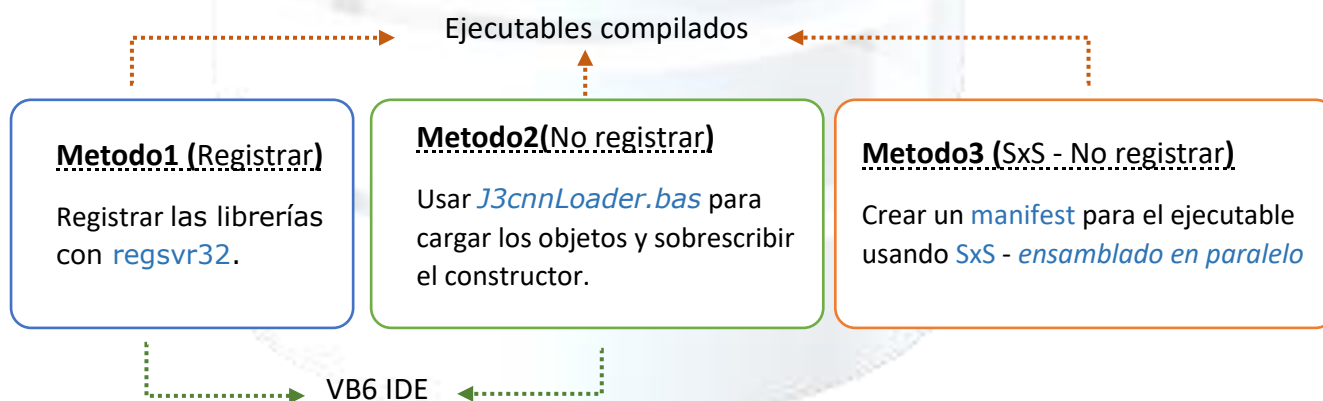 Ejecutables compilados
Metodo1 (Registrar)
Registrar las librerías
con regsvr32.
Metodo2(No registrar)
Usar J3cnnLoader.bas para
cargar los objetos y sobrescribir
el constructor.
Metodo3 (SxS - No registrar)
Crear un manifest para el ejecutable
usando SxS - ensamblado en paralelo
VB6 IDE